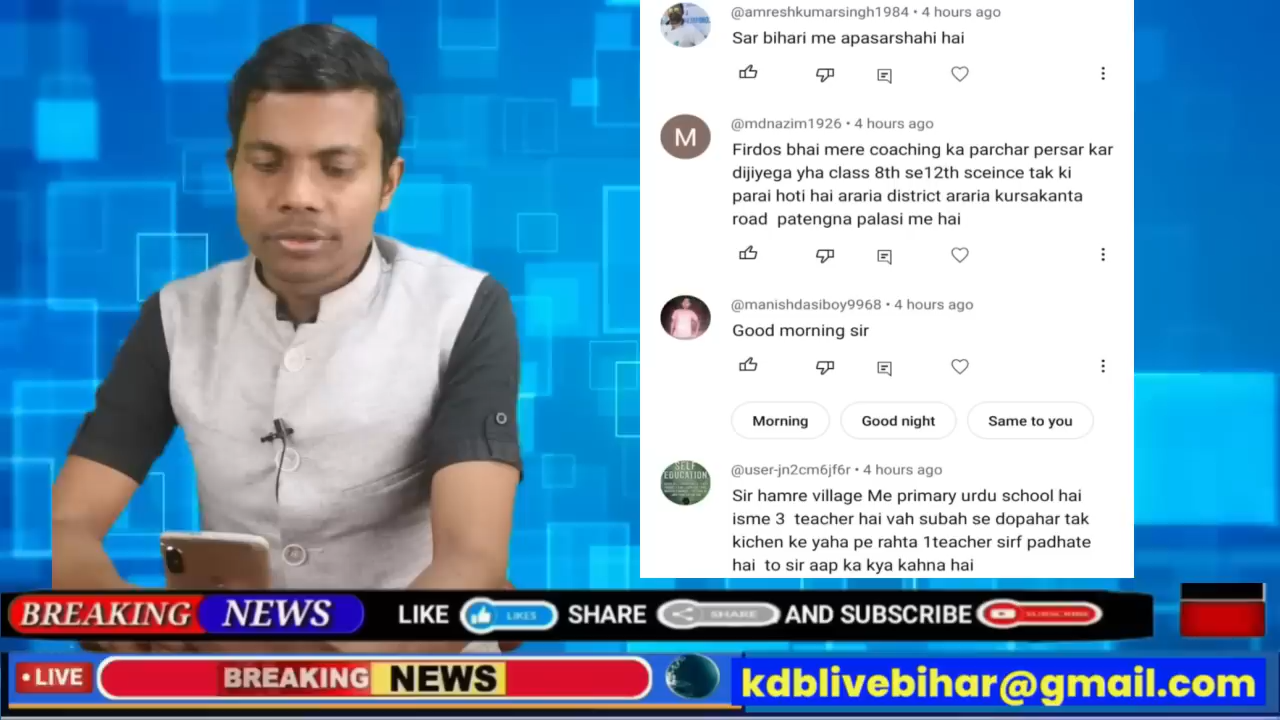 @amreshkumarsingh1984 • 4 hours ago
Sar bihari me apasarshahi hai
M
@mdnazim1926 • 4 hours ago
Firdos bhai mere coaching ka parchar persar kar
dijiyega yha class 8th se12th sceince tak ki
parai hoti hai araria district araria kursakanta
road patengna palasi me hai
@manishdasiboy9968 • 4 hours ago
Good morning sir
Morning Good night Same to you
SELF
EDUCATION
@user-jn2cm6jf6r • 4 hours ago
Sir hamre village Me primary urdu school hai
isme 3 teacher hai vah subah se dopahar tak
kichen ke yaha pe rahta 1teacher sirf padhate
hai to sir aap ka kya kahna hai
BREAKING NEWS LIKE LIKES SHARE SHARE AND SUBSCRIBE SUBSCRIBE
• LIVE BREAKING NEWS kdblivebihar@gmail.com